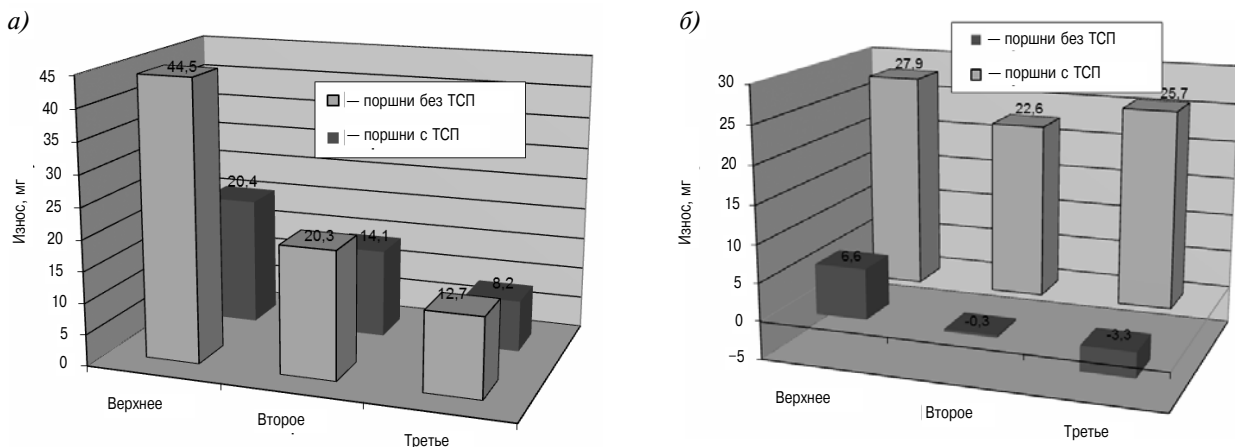 а)
Износ, мг
45
40
35
30
25
20
15
10
5
0
— поршни без ТСП
— поршни с ТСП
44,5
20,4
20,3
14,1
12,7
8,2
Верхнее
Второе
Третье
б)
Износ, мг
30
25
20
15
10
5
0
−5
— поршни без ТСП
— поршни с ТСП
27,9
22,6
25,7
6,6
-0,3
-3,3
Верхнее
Второе
Третье